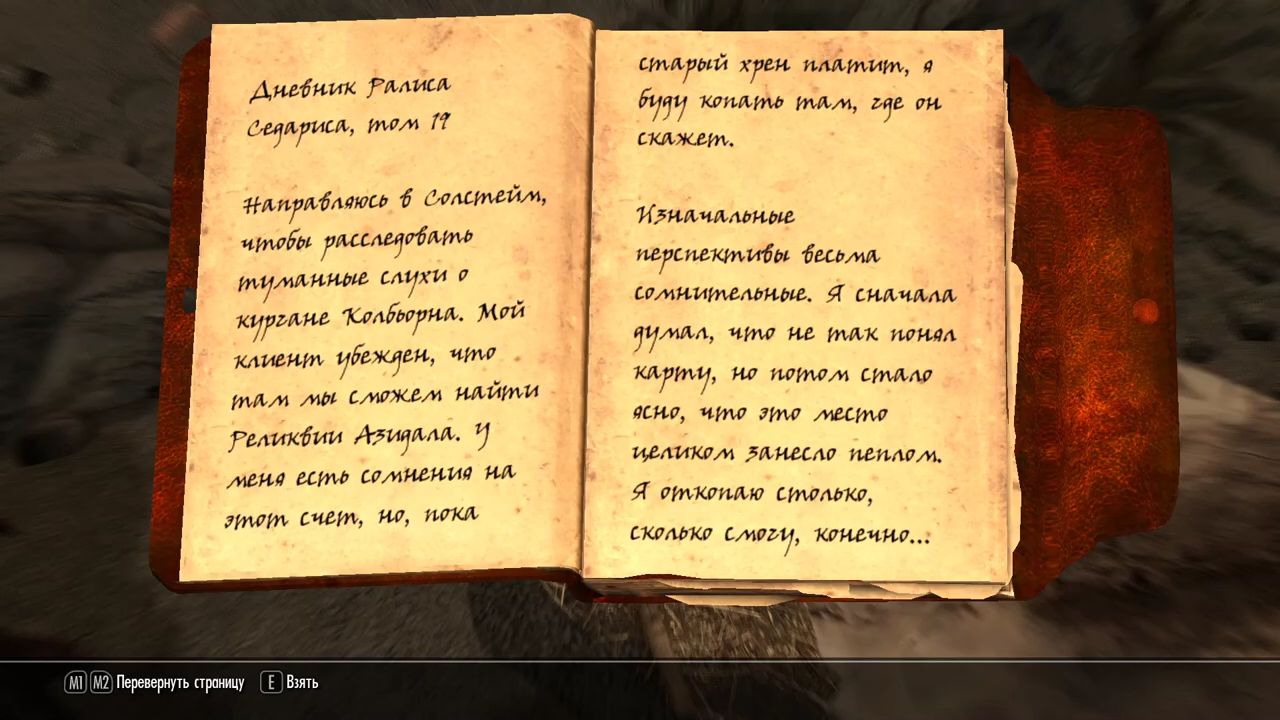 Дневник Ралиса
Седариса, том 19
Направляюсь в Солстейм,
чтобы расследовать
туманные слухи о
кургане Колбьорна. Мой
клиент убежден, что
там мы сможем найти
Реликвии Азидала. У
меня есть сомнения на
этот счет, но, пока
старый хрен платит, я
буду копать там, где он
скажет.
Изначальные
перспективы весьма
сомнительные. Я сначала
думал, что не так понял
карту, но потом стало
ясно, что это место
целиком занесло пеплом.
Я откопаю столько,
сколько смогу, конечно...
M1 M2 Перевернуть страницу E Взять